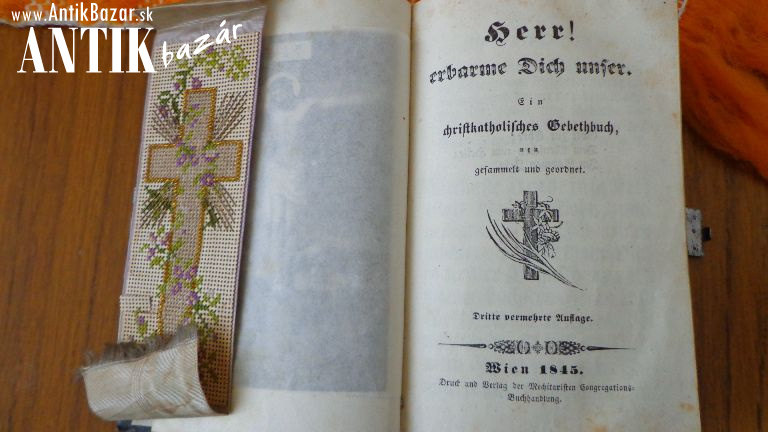 www.AntikBazar.sk
ANTIK
bazár
Herr!
erbarme Dich unser.
Ein
christkatholisches Gebethbuch,
neu
gesammelt und geordnet.
Dritte vermehrte Auflage.
Wien 1845.
Druck und Verlag der Mechitaristen Congregations-
Buchhandlung.